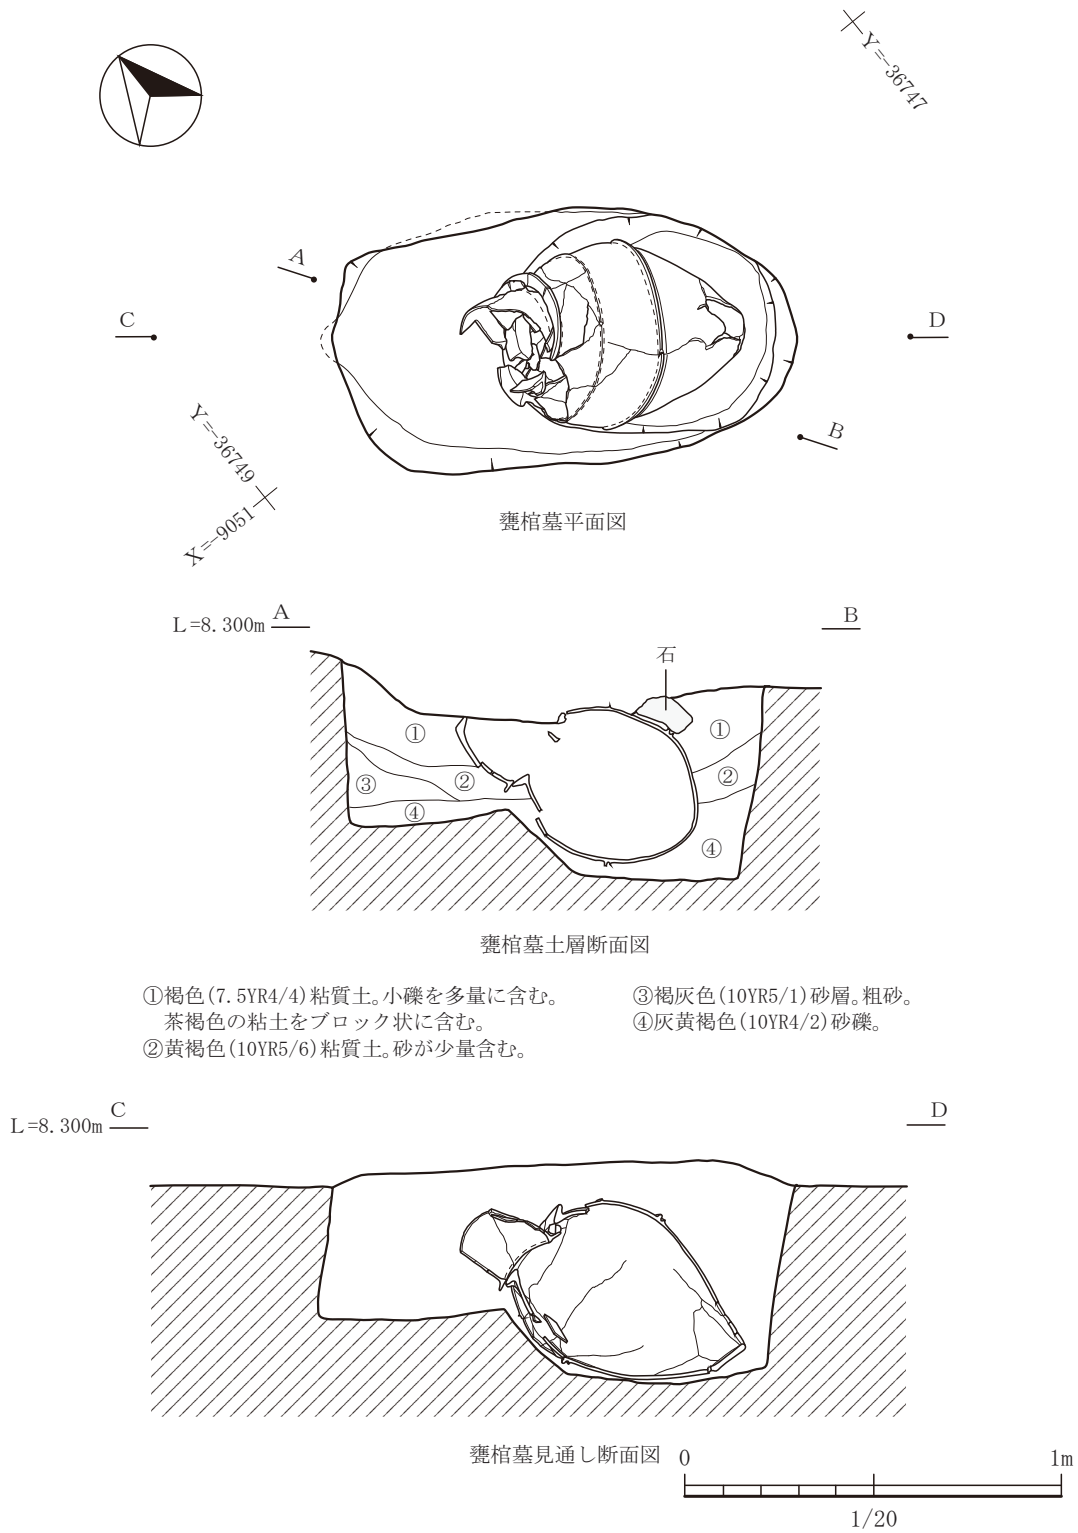 Y=-36747
A
C
D
B
Y=-36749
X=-9051
甕棺墓平面図
L=8.300m A
B
石
①
①
②
②
③
④
④
甕棺墓土層断面図
①褐色(7.5YR4/4)粘質土。小礫を多量に含む。
茶褐色の粘土をブロック状に含む。
②黄褐色(10YR5/6)粘質土。砂が少量含む。
③褐灰色(10YR5/1)砂層。粗砂。
④灰黄褐色(10YR4/2)砂礫。
L=8.300m C
D
甕棺墓見通し断面図
0 1m
1/20